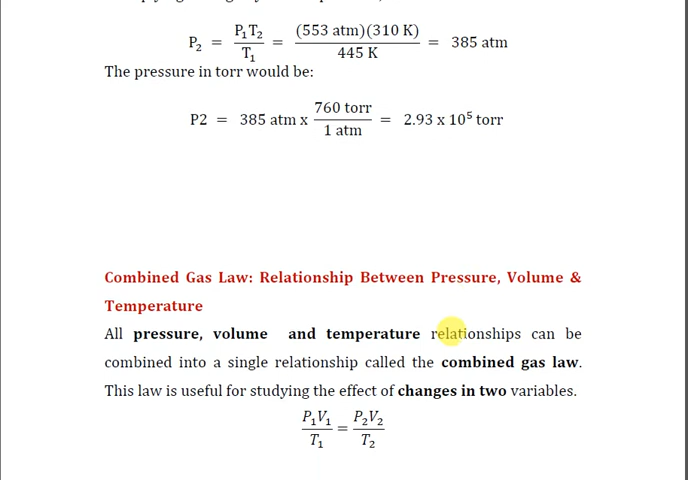 P₂ = P₁T₂/T₁ = (553 atm)(310 K)/445 K = 385 atm
The pressure in torr would be:
P2 = 385 atm x 760 torr/1 atm = 2.93 x 10⁵ torr
Combined Gas Law: Relationship Between Pressure, Volume &
Temperature
All pressure, volume and temperature relationships can be
combined into a single relationship called the combined gas law.
This law is useful for studying the effect of changes in two variables.
P₁V₁/T₁ = P₂V₂/T₂